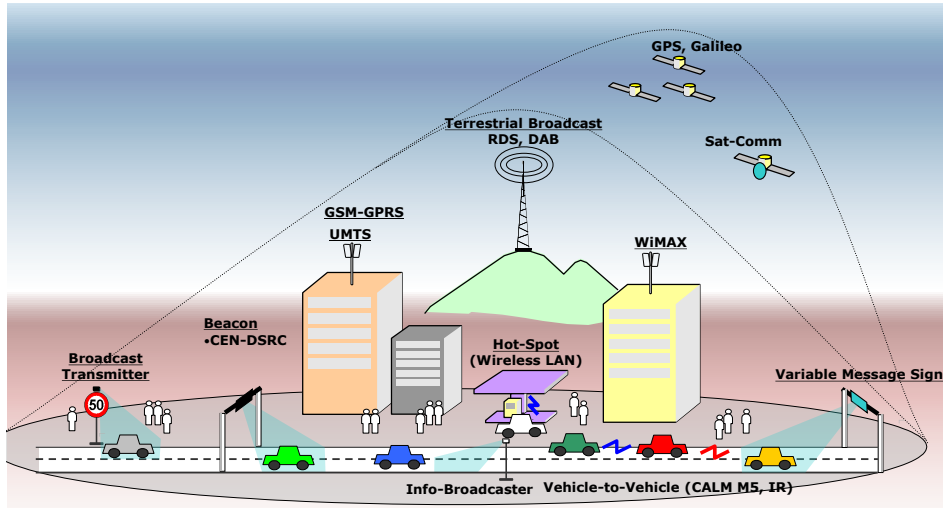 GPS, Galileo
Terrestrial Broadcast
RDS, DAB
Sat-Comm
GSM-GPRS
UMTS
WiMAX
Beacon
•CEN-DSRC
Hot-Spot
(Wireless LAN)
Broadcast
Transmitter
Variable Message Sign
50
Info-Broadcaster
Vehicle-to-Vehicle (CALM M5, IR)